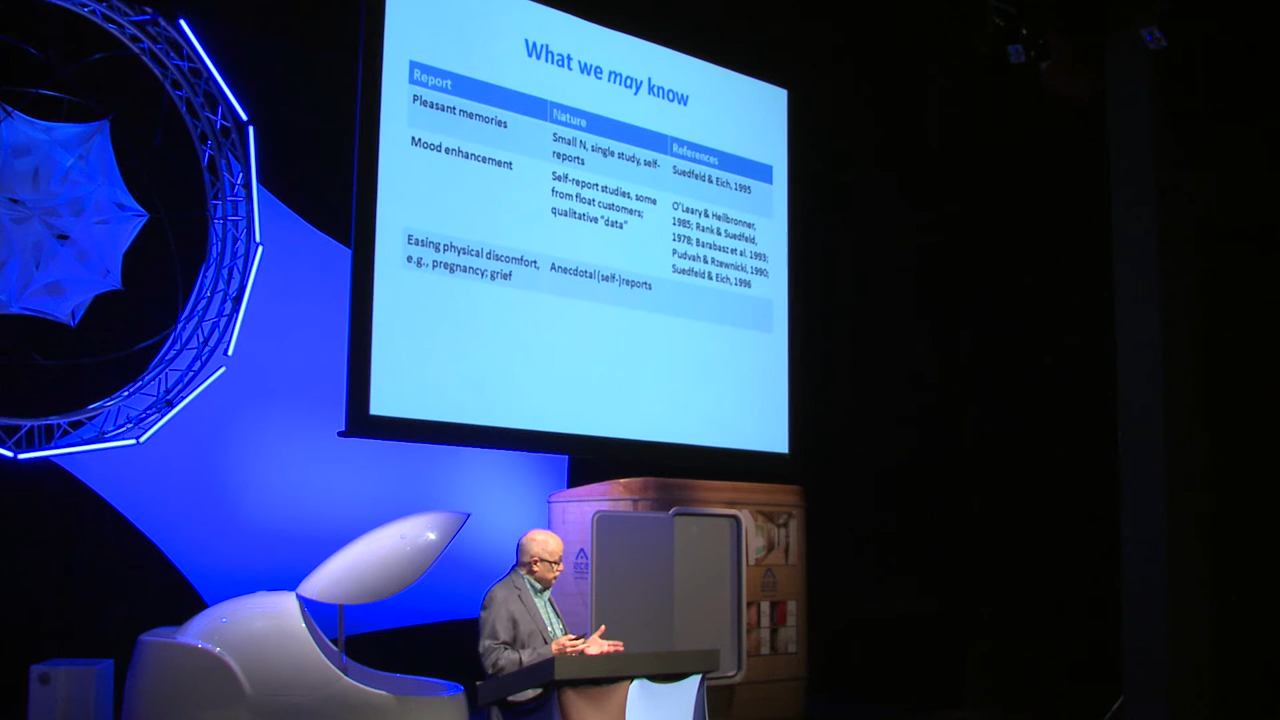 What we may know
Report
Nature
References
Pleasant memories
Small N, single study, self-
reports
Suedfeld & Eich, 1995
Mood enhancement
Self-report studies, some
from float customers;
qualitative "data"
O'Leary & Heilbronner,
1985; Rank & Suedfeld,
1978; Barabasz et al. 1993;
Pudvah & Rzewnicki, 1990;
Suedfeld & Eich, 1996
Easing physical discomfort,
e.g., pregnancy; grief
Anecdotal (self-)reports